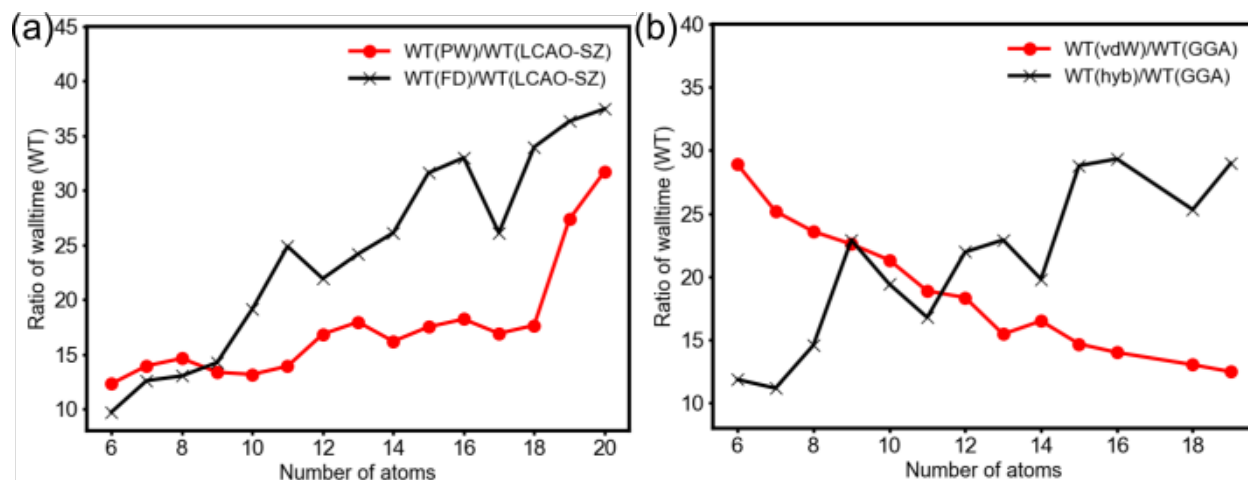 (a)
45
40
35
30
25
20
15
10
Ratio of walltime (WT)
WT(PW)/WT(LCAO-SZ)
WT(FD)/WT(LCAO-SZ)
6 8 10 12 14 16 18 20
Number of atoms
(b)
40
35
30
25
20
15
10
Ratio of walltime (WT)
WT(vdW)/WT(GGA)
WT(hyb)/WT(GGA)
6 8 10 12 14 16 18
Number of atoms